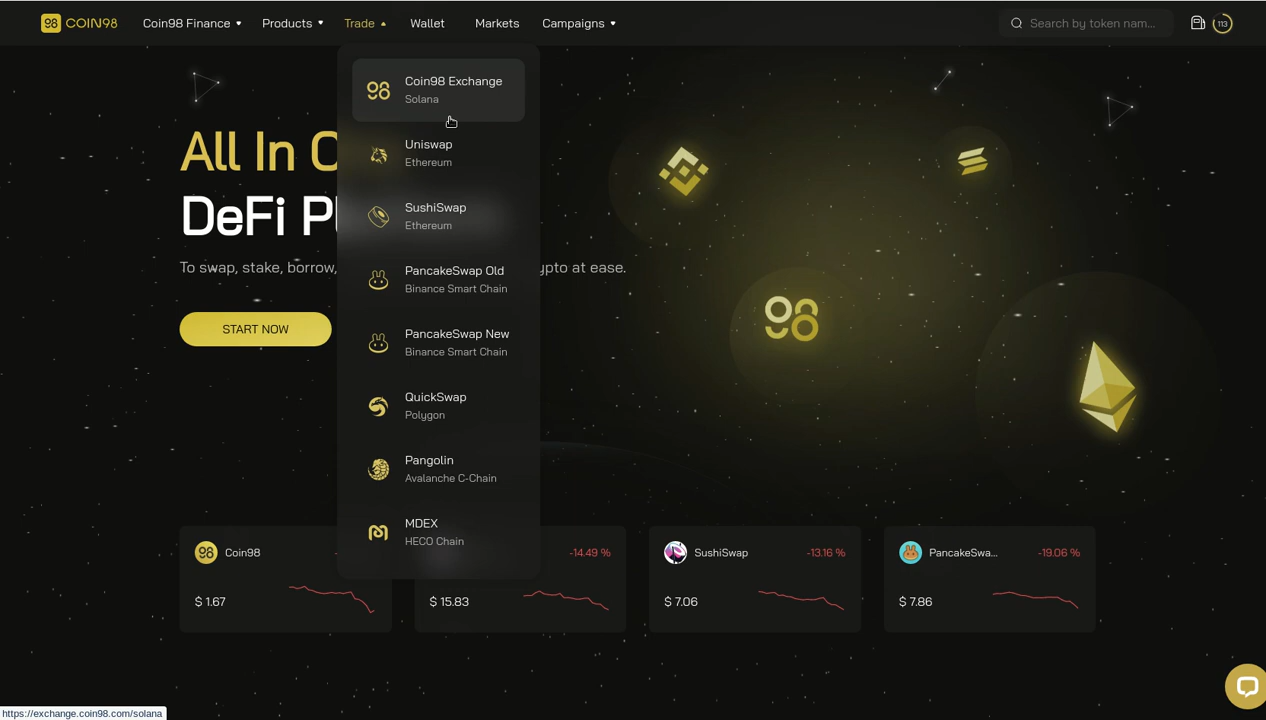 98 COIN98
Coin98 Finance
Products
Trade
Wallet
Markets
Campaigns
Search by token nam...
113
Coin98 Exchange
Solana
Uniswap
Ethereum
SushiSwap
Ethereum
PancakeSwap Old
Binance Smart Chain
PancakeSwap New
Binance Smart Chain
QuickSwap
Polygon
Pangolin
Avalanche C-Chain
MDEX
HECO Chain
All In
DeFi
To swap, stake, borrow,
at ease.
START NOW
Coin98
$ 1.67
-14.49 %
$ 15.83
SushiSwap
-13.16 %
$ 7.06
PancakeSwa...
-19.06 %
$ 7.86
https://exchange.coin98.com/solana